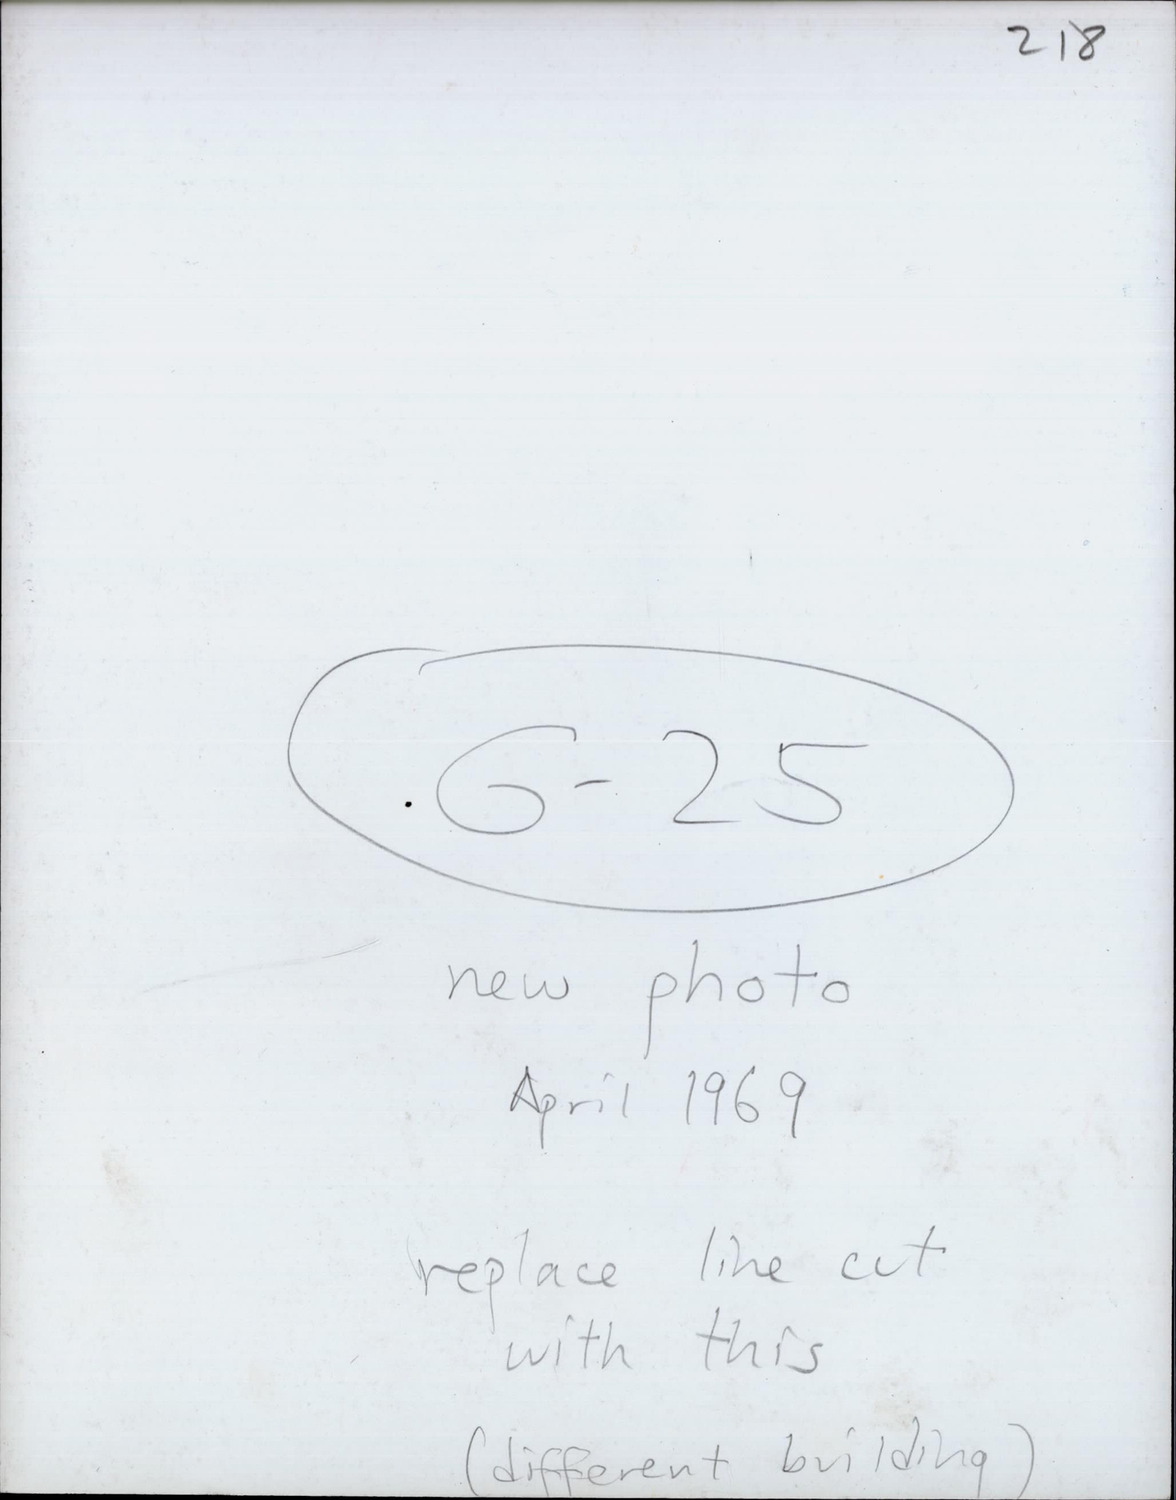 218
G-25
new photo
April 1969
replace line cut
with this
(different building)